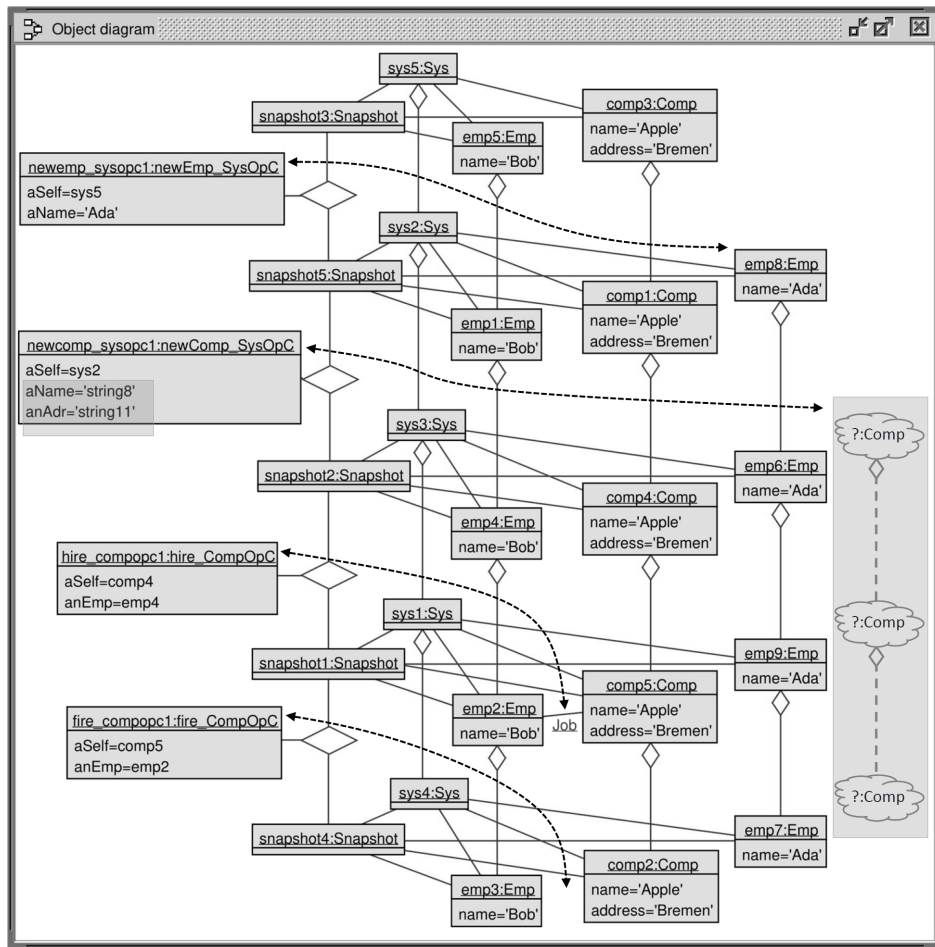 Object diagram
sys5:Sys
snapshot3:Snapshot
comp3:Comp
name='Apple'
address='Bremen'
emp5:Emp
name='Bob'
newemp_sysopc1:newEmp_SysOpC
aSelf=sys5
aName='Ada'
sys2:Sys
snapshot5:Snapshot
emp8:Emp
name='Ada'
comp1:Comp
name='Apple'
address='Bremen'
emp1:Emp
name='Bob'
newcomp_sysopc1:newComp_SysOpC
aSelf=sys2
aName='string8'
anAdr='string11'
sys3:Sys
?:Comp
snapshot2:Snapshot
emp6:Emp
name='Ada'
comp4:Comp
name='Apple'
address='Bremen'
emp4:Emp
name='Bob'
hire_compopc1:hire_CompOpC
aSelf=comp4
anEmp=emp4
sys1:Sys
?:Comp
snapshot1:Snapshot
emp9:Emp
name='Ada'
comp5:Comp
name='Apple'
address='Bremen'
emp2:Emp
name='Bob'
Job
fire_compopc1:fire_CompOpC
aSelf=comp5
anEmp=emp2
sys4:Sys
?:Comp
snapshot4:Snapshot
emp7:Emp
name='Ada'
comp2:Comp
name='Apple'
address='Bremen'
emp3:Emp
name='Bob'